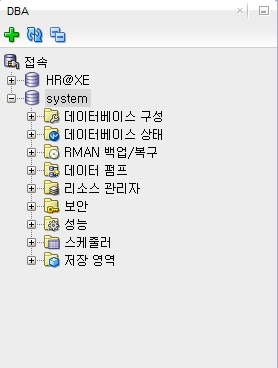 DBA
접속
HR@XE
system
데이터베이스 구성
데이터베이스 상태
RMAN 백업/복구
데이터 펌프
리소스 관리자
보안
성능
스케줄러
저장 영역